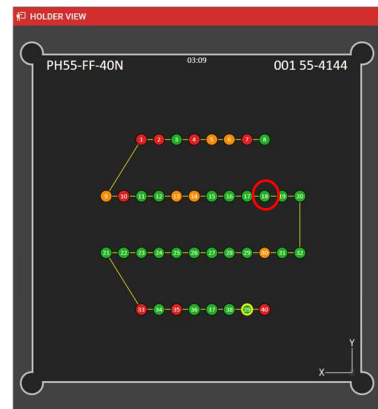 HOLDER VIEW
PH55-FF-40N 03:09 001 55-4144
1 2 3 4 5 6 7 8
9 10 11 12 13 14 15 16 17 18 19 20
21 22 23 24 25 26 27 28 29 30 31 32
33 34 35 36 37 38 39 40
Y
X